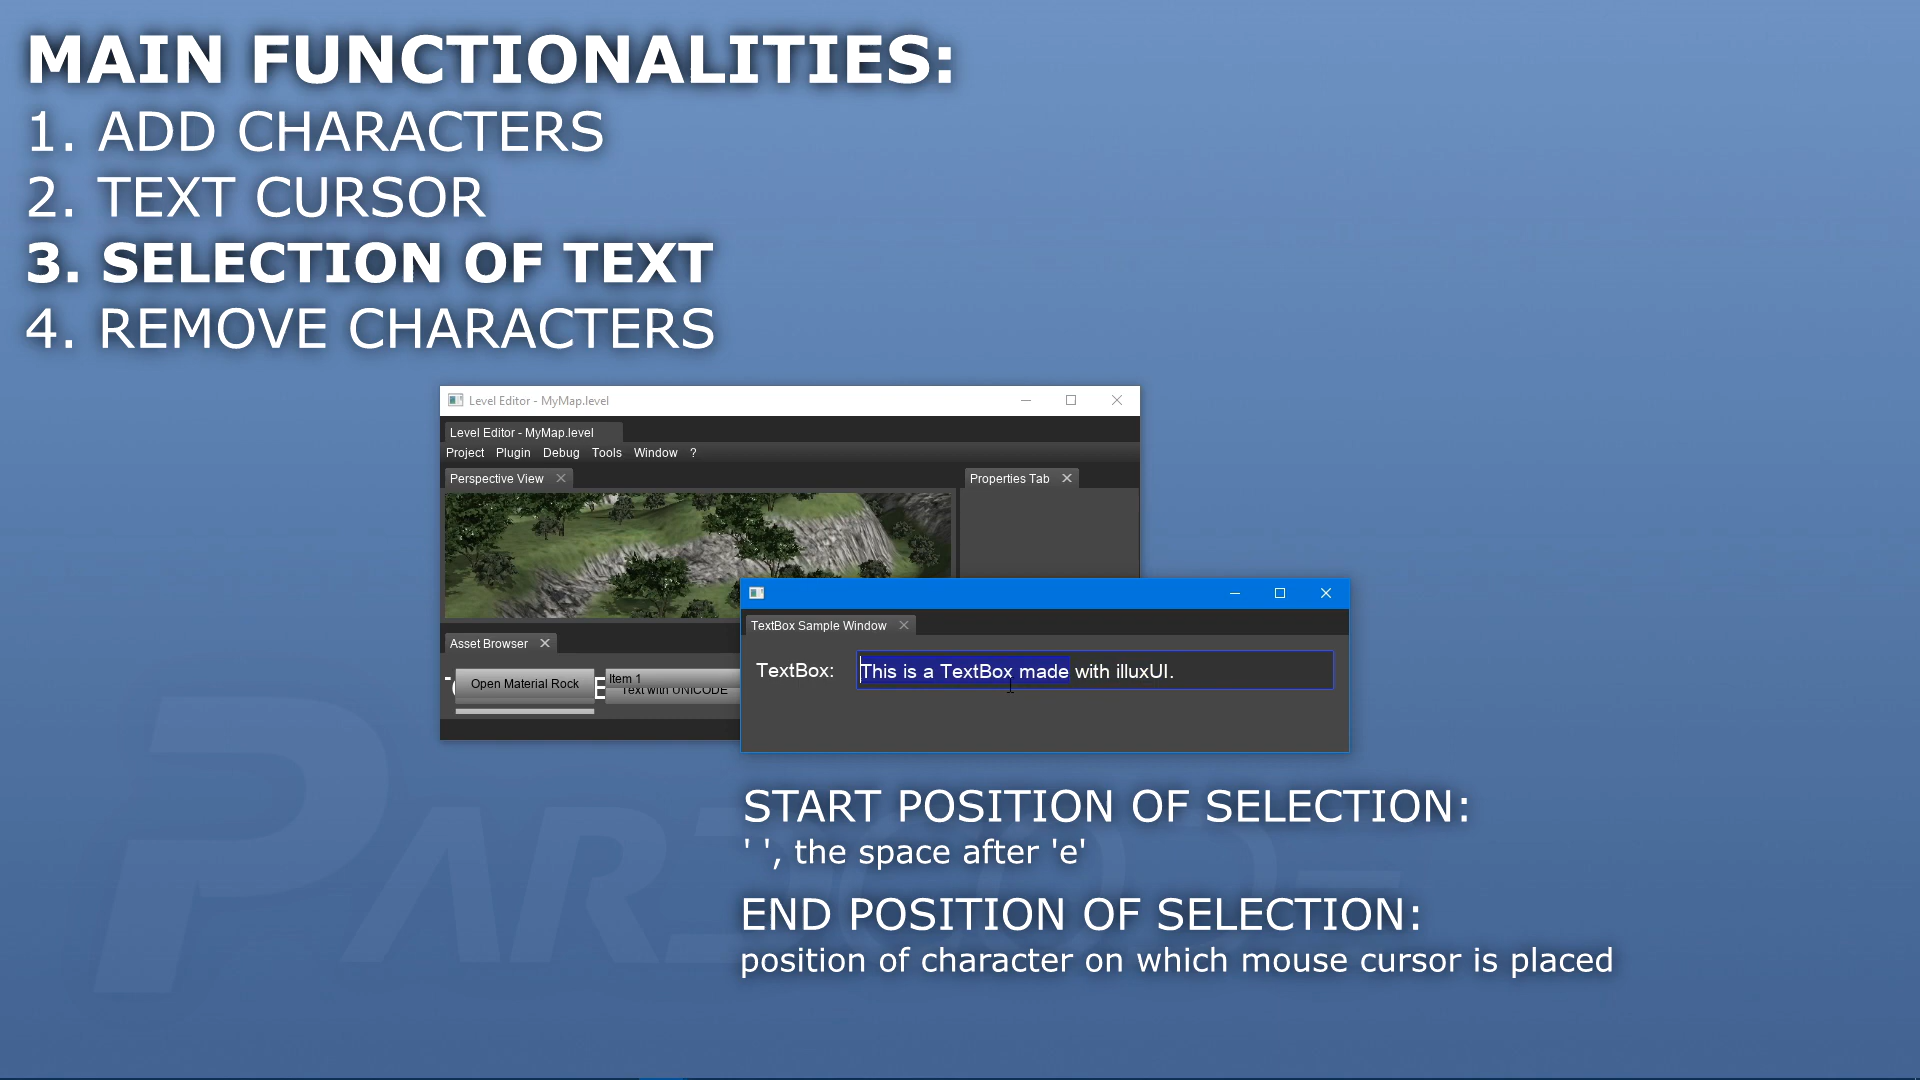 MAIN FUNCTIONALITIES:
1. ADD CHARACTERS
2. TEXT CURSOR
3. SELECTION OF TEXT
4. REMOVE CHARACTERS
Level Editor - MyMap.level
Level Editor - MyMap.level
Project Plugin Debug Tools Window ?
Perspective View
Properties Tab
TextBox Sample Window
Asset Browser
TextBox: This is a TextBox made with illuxUI.
Open Material Rock
Item 1
Text with UNICODE
START POSITION OF SELECTION:
' ', the space after 'e'
END POSITION OF SELECTION:
position of character on which mouse cursor is placed